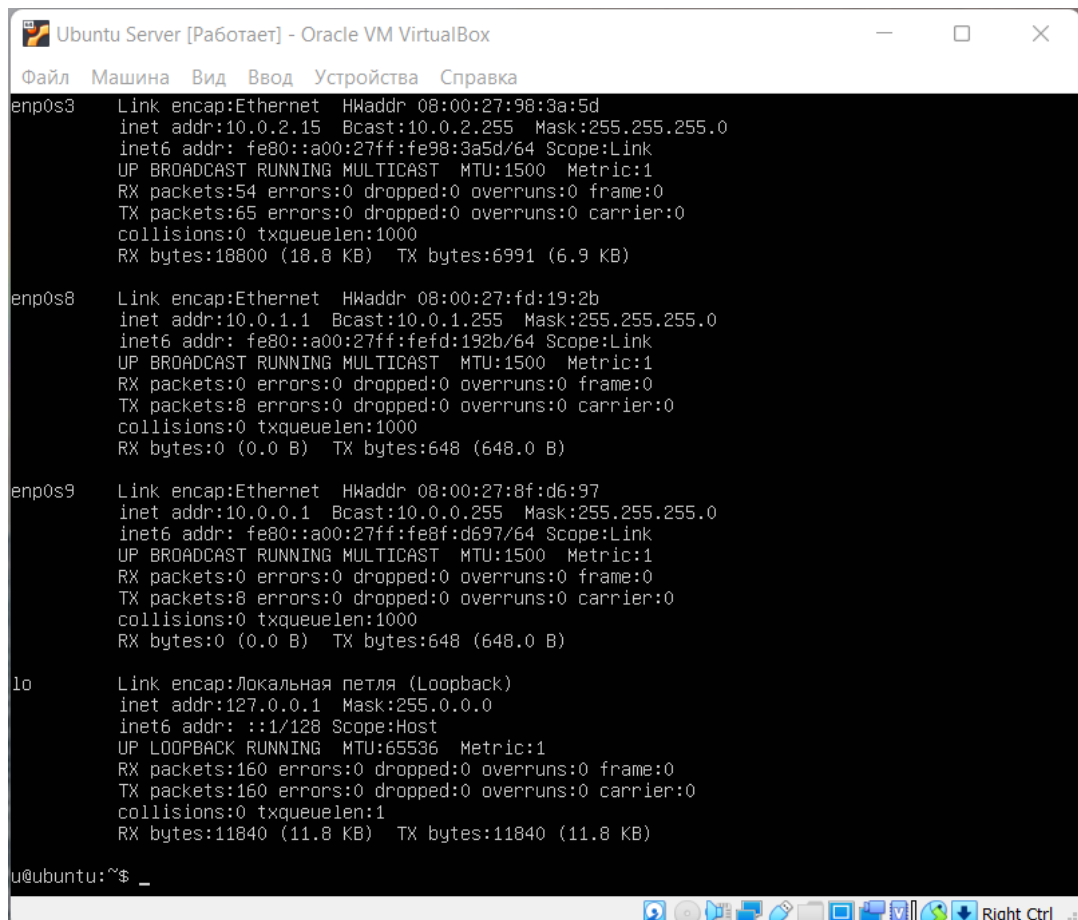 Ubuntu Server [Работает] - Oracle VM VirtualBox
Файл Машина Вид Ввод Устройства Справка
enp0s3 Link encap:Ethernet HWaddr 08:00:27:98:3a:5d
inet addr:10.0.2.15 Bcast:10.0.2.255 Mask:255.255.255.0
inet6 addr: fe80::a00:27ff:fe98:3a5d/64 Scope:Link
UP BROADCAST RUNNING MULTICAST MTU:1500 Metric:1
RX packets:54 errors:0 dropped:0 overruns:0 frame:0
TX packets:65 errors:0 dropped:0 overruns:0 carrier:0
collisions:0 txqueuelen:1000
RX bytes:18800 (18.8 KB) TX bytes:6991 (6.9 KB)
enp0s8 Link encap:Ethernet HWaddr 08:00:27:fd:19:2b
inet addr:10.0.1.1 Bcast:10.0.1.255 Mask:255.255.255.0
inet6 addr: fe80::a00:27ff:fefd:192b/64 Scope:Link
UP BROADCAST RUNNING MULTICAST MTU:1500 Metric:1
RX packets:0 errors:0 dropped:0 overruns:0 frame:0
TX packets:8 errors:0 dropped:0 overruns:0 carrier:0
collisions:0 txqueuelen:1000
RX bytes:0 (0.0 B) TX bytes:648 (648.0 B)
enp0s9 Link encap:Ethernet HWaddr 08:00:27:8f:d6:97
inet addr:10.0.0.1 Bcast:10.0.0.255 Mask:255.255.255.0
inet6 addr: fe80::a00:27ff:fe8f:d697/64 Scope:Link
UP BROADCAST RUNNING MULTICAST MTU:1500 Metric:1
RX packets:0 errors:0 dropped:0 overruns:0 frame:0
TX packets:8 errors:0 dropped:0 overruns:0 carrier:0
collisions:0 txqueuelen:1000
RX bytes:0 (0.0 B) TX bytes:648 (648.0 B)
lo Link encap:Локальная петля (Loopback)
inet addr:127.0.0.1 Mask:255.0.0.0
inet6 addr: ::1/128 Scope:Host
UP LOOPBACK RUNNING MTU:65536 Metric:1
RX packets:160 errors:0 dropped:0 overruns:0 frame:0
TX packets:160 errors:0 dropped:0 overruns:0 carrier:0
collisions:0 txqueuelen:1
RX bytes:11840 (11.8 KB) TX bytes:11840 (11.8 KB)
u@ubuntu:~$ _
Right Ctrl